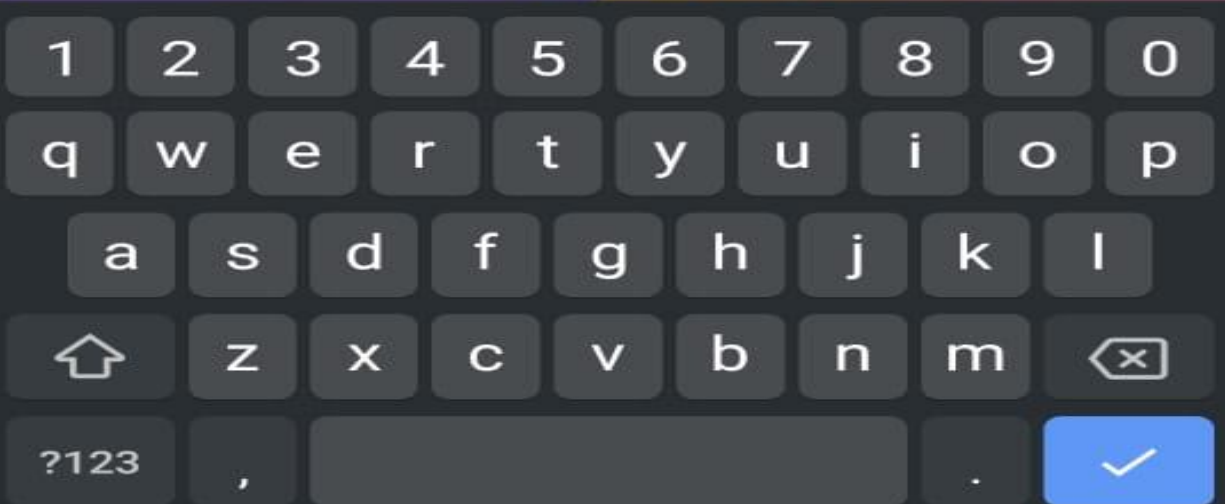 1 2 3 4 5 6 7 8 9 0
q w e r t y u i o p
a s d f g h j k l
z x c v b n m
?123 , .